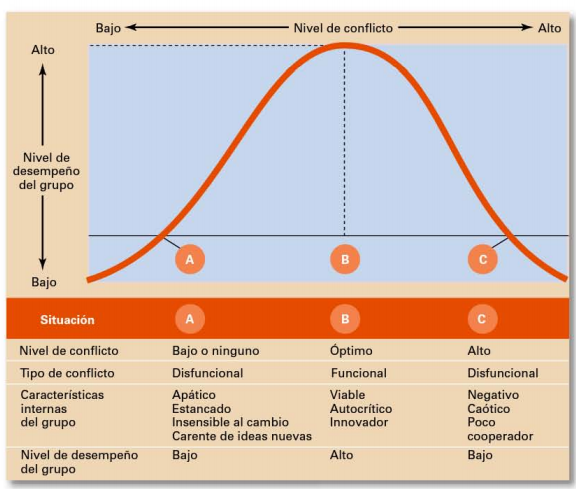 Bajo Nivel de conflicto Alto
Alto
Nivel de
desempeño
del grupo
Bajo
A B C
Situación A B C
Nivel de conflicto Bajo o ninguno Óptimo Alto
Tipo de conflicto Disfuncional Funcional Disfuncional
Características Apático Viable Negativo
internas Estancado Autocrítico Caótico
del grupo Insensible al cambio Innovador Poco
Carente de ideas nuevas cooperador
Nivel de desempeño Bajo Alto Bajo
del grupo